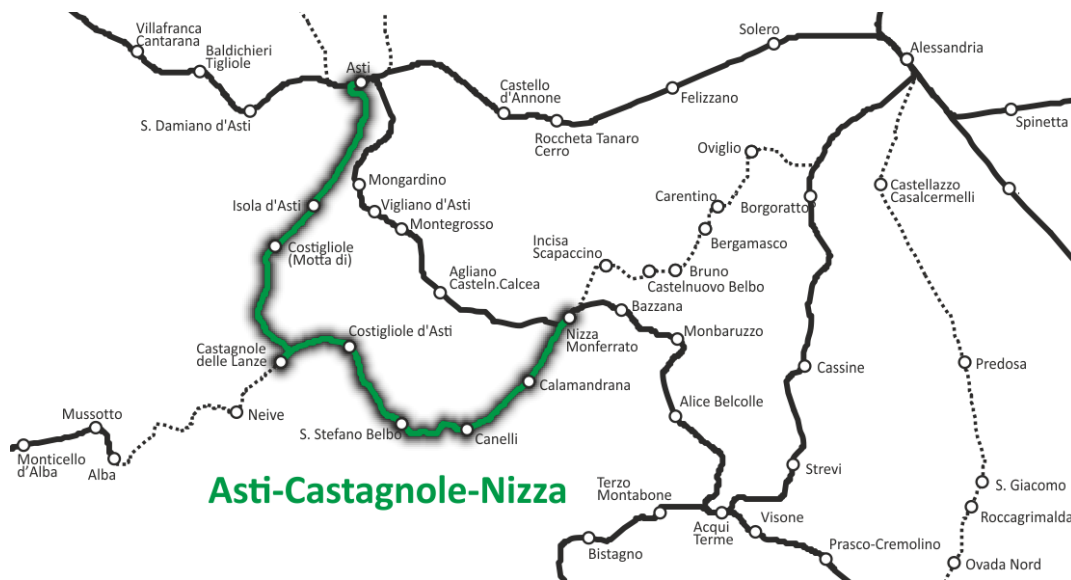 Villafranca
Cantarana
Baldichieri
Tigliole
S. Damiano d'Asti
Asti
Castello
d'Annone
Roccheta Tanaro
Cerro
Felizzano
Solero
Alessandria
Spinetta
Mongardino
Vigliano d'Asti
Montegrosso
Isola d'Asti
Costigliole
(Motta di)
Agliano
Casteln.Calcea
Incisa
Scapaccino
Oviglio
Carentino
Bergamasco
Bruno
Castelnuovo Belbo
Borgoratto
Castellazzo
Casalcermelli
Bazzana
Nizza
Monferrato
Monbaruzzo
Costigliole d'Asti
Castagnole
delle Lanze
Calamandrana
Cassine
Predosa
Neive
Mussotto
Monticello
d'Alba
Alba
S. Stefano Belbo
Canelli
Alice Belcolle
Strevi
Asti-Castagnole-Nizza
Terzo
Montabone
Acqui
Terme
Visone
Bistagno
Prasco-Cremolino
S. Giacomo
Roccagrimalda
Ovada Nord